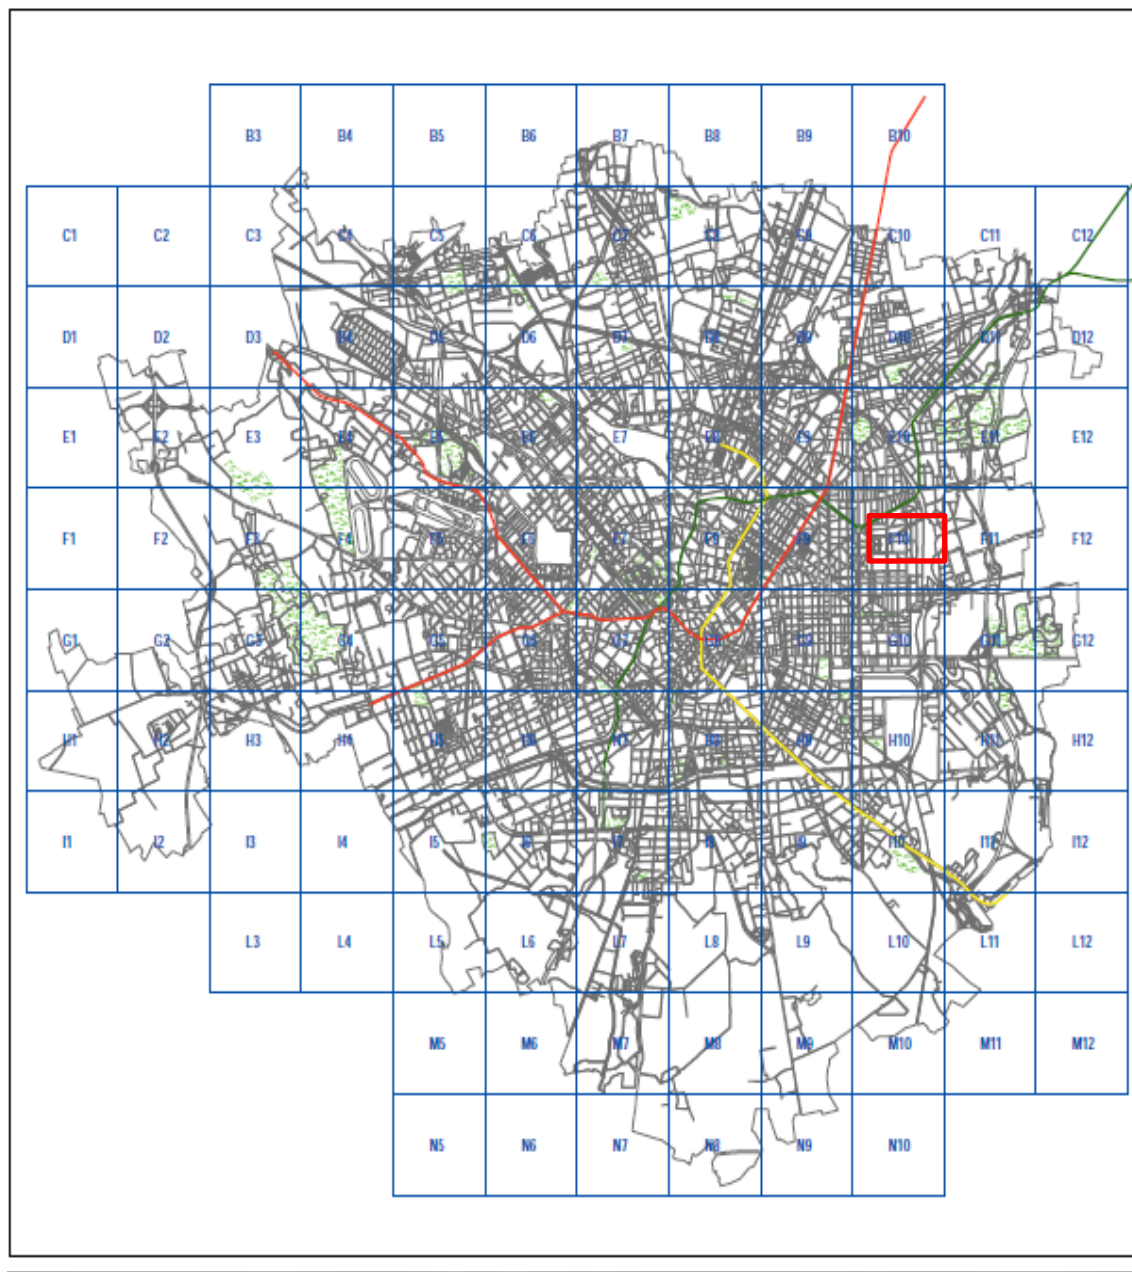 B3 B4 B5 B6 B7 B8 B9 B10
C1 C2 C3 C4 C5 C6 C7 C8 C9 C10 C11 C12
D1 D2 D3 D4 D5 D6 D7 D8 D9 D10 D11 D12
E1 E2 E3 E4 E5 E6 E7 E8 E9 E10 E11 E12
F1 F2 F3 F4 F5 F6 F7 F9 F9 F10 F11 F12
G1 G2 G3 G4 G5 G6 G7 G8 G9 G10 G11 G12
H1 H2 H3 H4 H5 H6 H7 H8 H9 H10 H11 H12
I1 I2 I3 I4 I5 I6 I7 I8 I9 I10 I11 I12
L3 L4 L5 L6 L7 L8 L9 L10 L11 L12
M5 M6 M7 M8 M9 M10 M11 M12
N5 N6 N7 N8 N9 N10